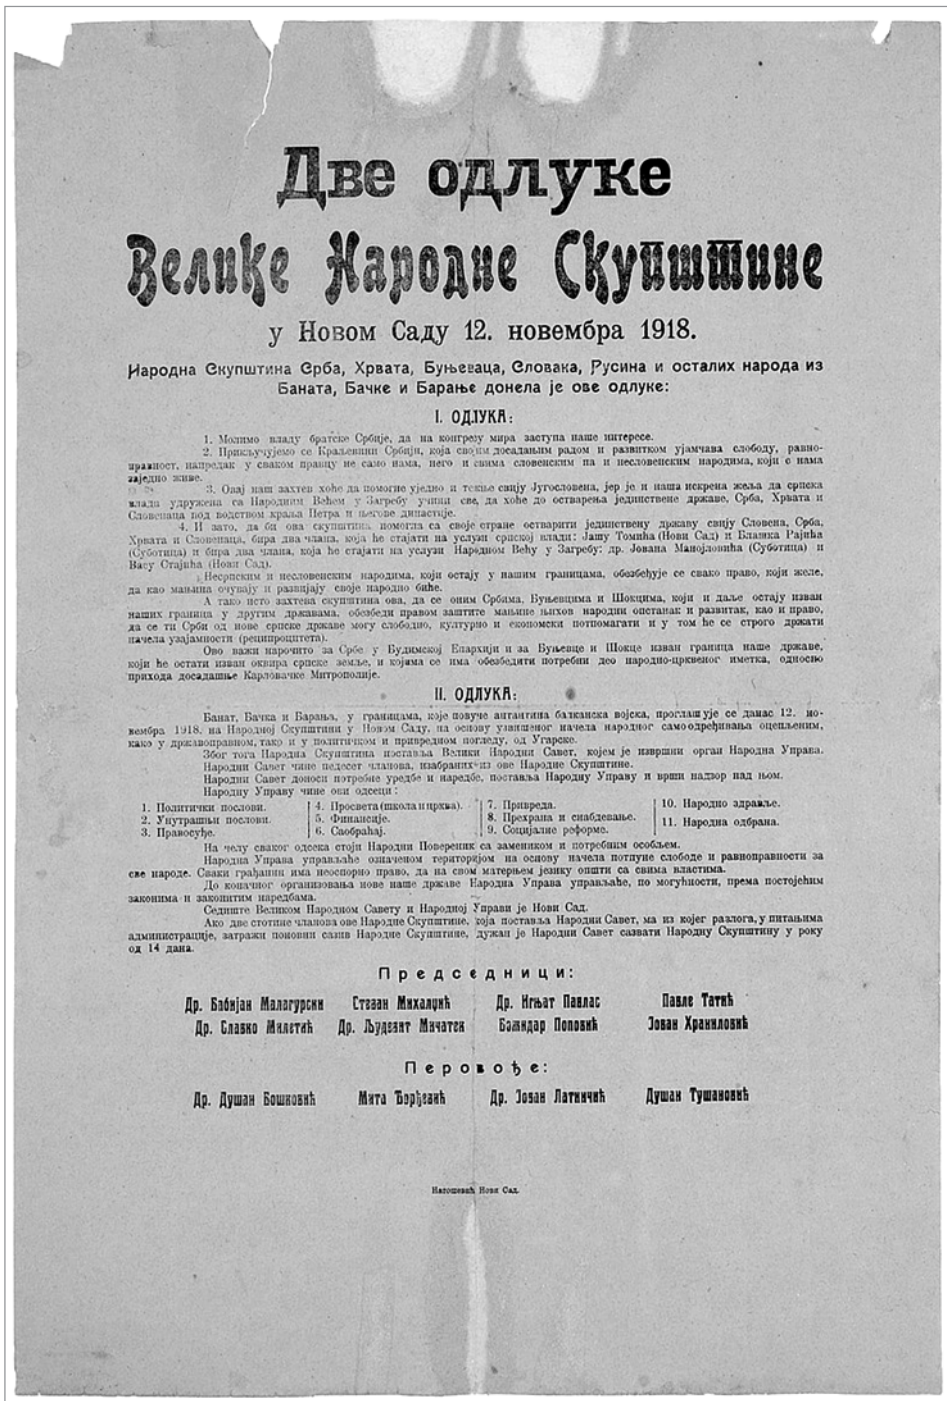 Две одлуке
Велике Народне Скупштине
у Новом Саду 12. новембра 1918.
Народна Скупштина Срба, Хрвата, Буњеваца, Словака, Русина и осталих народа из
Баната, Бачке и Барање донела је ове одлуке:
I. ОДЛУКА:
1. Молимо владу братске Србије, да на конгресу мира заступа наше интересе.
2. Прикључујемо се Краљевини Србији, која својим досадањим радом и развитком ујамчава слободу, равно-
правност, напредак у сваком правцу не само нама, него и свима словенским па и несловенским народима, који с нама
заједно живе.
3. Овај наш захтев хоће да помогне уједно и тежње свију Југословена, јер је и наша искрена жеља да српска
влада удружена са Народним Већем у Загребу учини све, да хоће до остварења јединствене државе, Срба, Хрвата и
Словенаца под водством краља Петра и његове династије.
4. И зато, да би ова скупштина помогла са своје стране остварити јединствену државу свију Словена, Срба,
Хрвата и Словенаца, бира два члана, која ће стајати на услузи српској влади: Јашу Томића (Нови Сад) и Блашка Рајића
(Суботица) и бира два члана, која ће стајати на услузи Народном Већу у Загребу: др. Јована Манојловића (Суботица) и
Васу Стајића (Нови Сад).
Несрпским и несловенским народима, који остају у нашим границама, обезбеђује се свако право, који желе,
да као мањина очувају и развијају своје народно биће.
А тако исто захтева скупштина ова, да се оним Србима, Буњевцима и Шокцима, који и даље остају изван
наших граница у другим државама, обезбеди правом заштите мањине њихов народни опстанак и развитак, као и право,
да се ти Срби од нове српске државе могу слободно, културно и економски потпомагати и у том ће се строго држати
начела узајамности (реципроцитета).
Ово важи нарочито за Србе у Будимској Епархији и за Буњевце и Шокце изван граница наше државе,
који ће остати изван оквира српске земље, и којима се има обезбедити потребни део народно-црквеног иметка, односно
прихода досадашње Карловачке Митрополије.
II. ОДЛУКА:
Банат, Бачка и Барања, у границама, које повуче антантина балканска војска, проглашује се данас 12. но-
вембра 1918. на Народној Скупштини у Новом Саду, на основу узвишеног начела народног самоодређивања оцепљеним,
како у државоправном, тако и у политичком и привредном погледу, од Угарске.
Због тога Народна Скупштина поставља Велики Народни Савет, којем је извршни орган Народна Управа.
Народни Савет чине педесет чланова, изабраних из ове Народне Скупштине.
Народни Савет доноси потребне уредбе и наредбе, поставља Народну Управу и врши надзор над њом.
Народну Управу чине ови одсеци:
1. Политички послови. 4. Просвета (школа и црква). 7. Привреда. 10. Народно здравље.
2. Унутрашњи послови. 5. Финансије. 8. Прехрана и снабдевање. 11. Народна одбрана.
3. Правосуђе. 6. Саобраћај. 9. Социјалне реформе.
На челу сваког одсека стоји Народни Повереник са замеником и потребним особљем.
Народна Управа управљаће означеном територијом на основу начела потпуне слободе и равноправности за
све народе. Сваки грађанин има неоспорно право, да на свом матерњем језику општи са свима властима.
До коначног организовања нове наше државе Народна Управа управљаће, по могућности, према постојећим
законима и законитим наредбама.
Седиште Великом Народном Савету и Народној Управи је Нови Сад.
Ако две стотине чланова ове Народне Скупштине, која поставља Народни Савет, ма из којег разлога, у питањима
администрације, затражи поновни сазив Народне Скупштине, дужан је Народни Савет сазвати Народну Скупштину у року
од 14 дана.
Председници:
Др. Бабијан Малагурски Стеван Михалџић Др. Игњат Павлас Павле Татић
Др. Славко Милетић Др. Људевит Мичатек Божидар Поповић Јован Храниловић
Перовође:
Др. Душан Бошковић Мита Ђорђевић Др. Јован Латинчић Душан Тушановић
Натошевић Нови Сад.